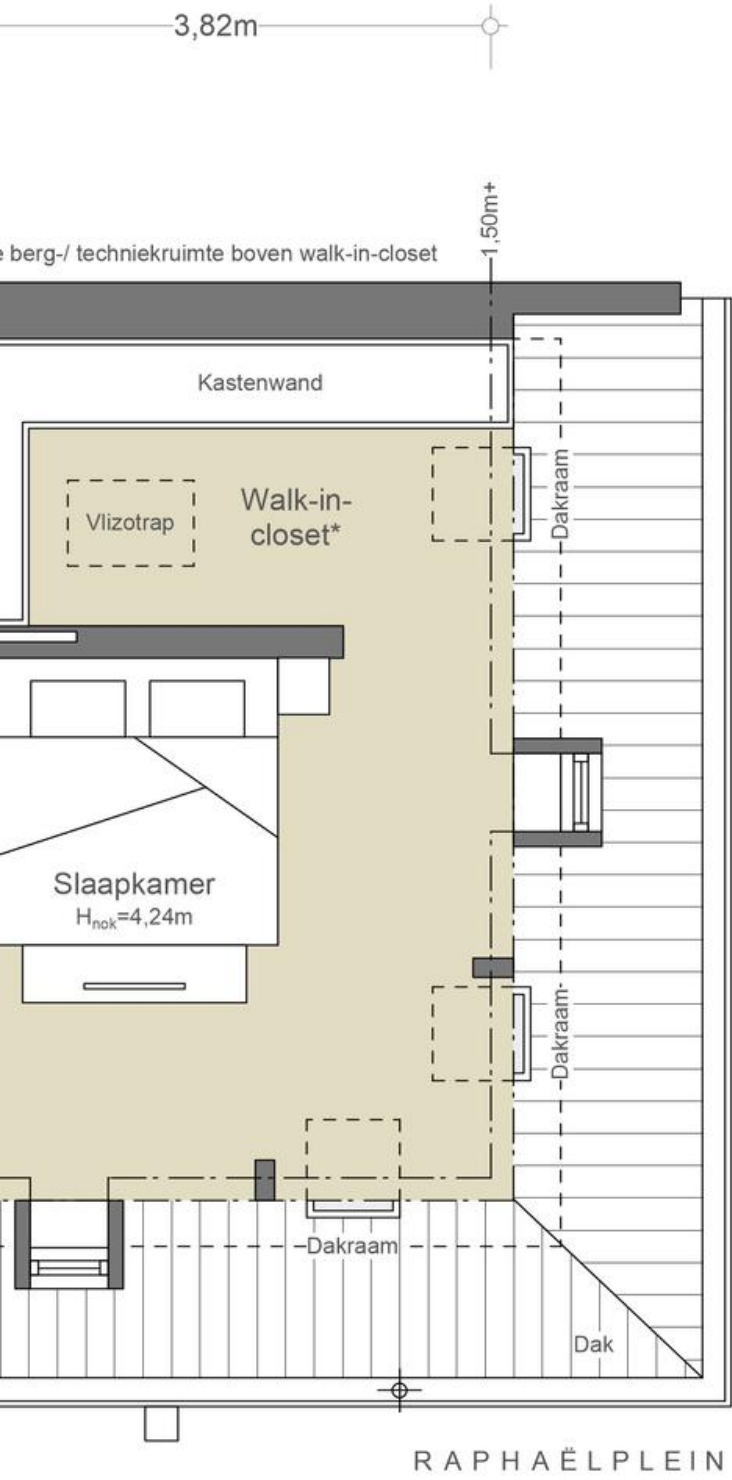 3,82m
1,50m+
e berg-/ techniekruimte boven walk-in-closet
Kastenwand
Dakraam
Walk-in-
closet*
Vlizotrap
Slaapkamer
Hnok=4,24m
Dakraam
Dakraam
Dak
RAPHAËLPLEIN